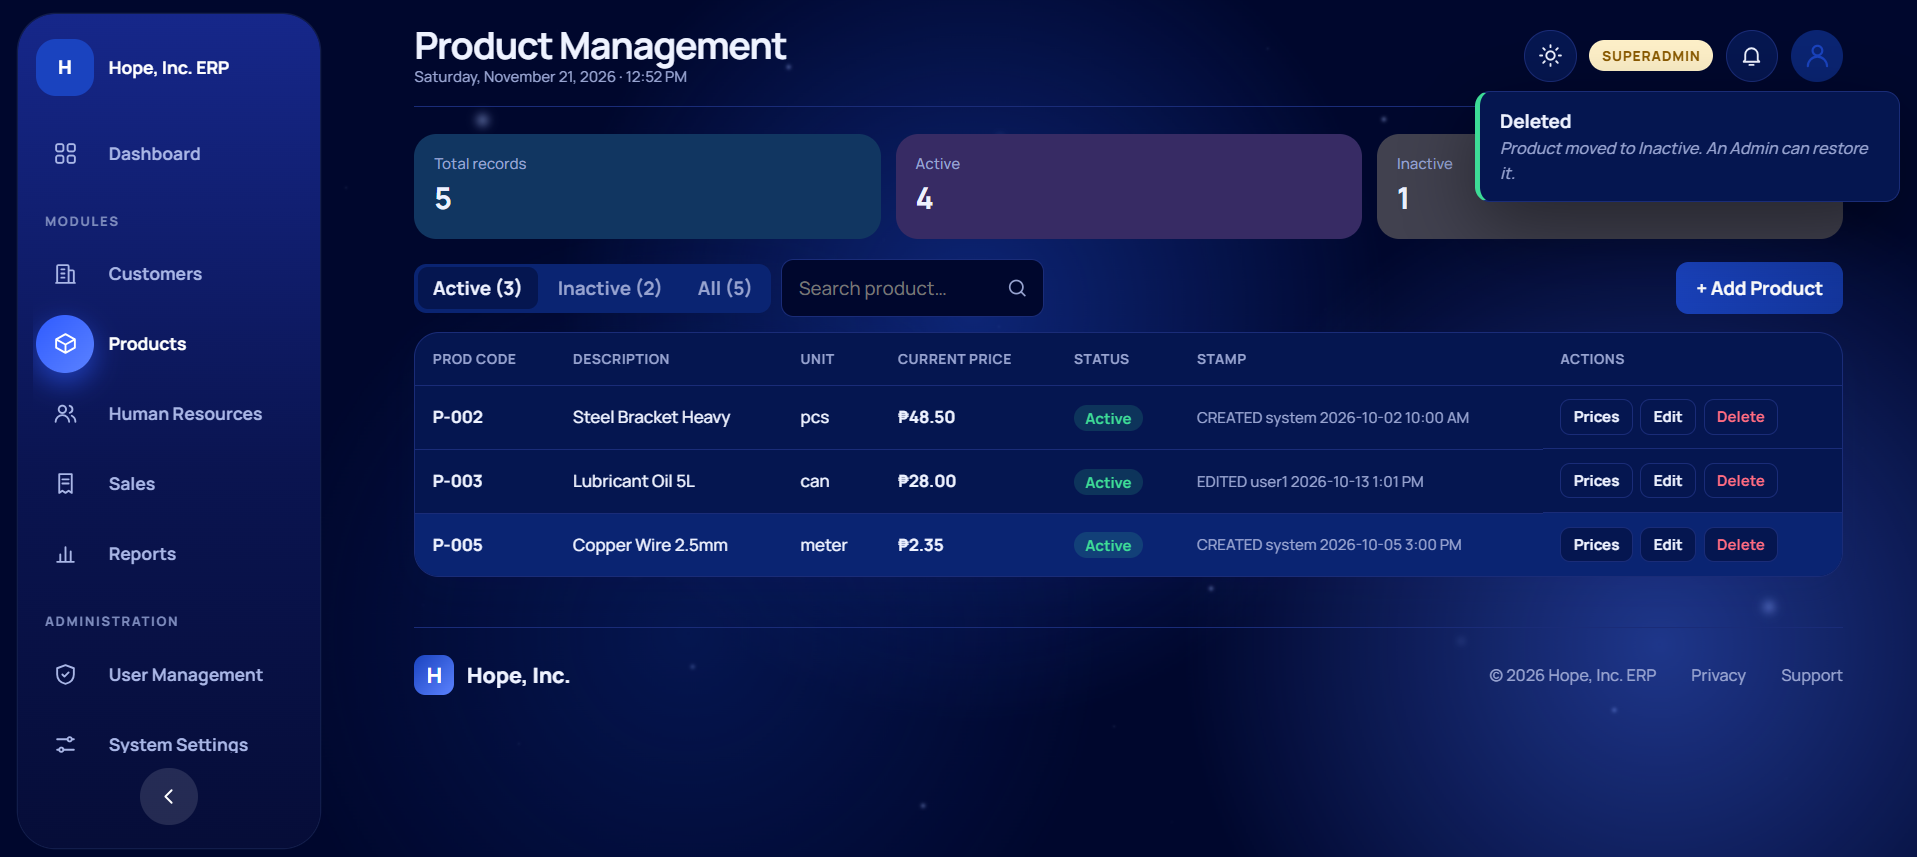 H Hope, Inc. ERP
Dashboard
MODULES
Customers
Products
Human Resources
Sales
Reports
ADMINISTRATION
User Management
System Settings
Product Management
Saturday, November 21, 2026 · 12:52 PM
SUPERADMIN
Deleted
Product moved to Inactive. An Admin can restore
it.
Total records
5
Active
4
Inactive
1
Active (3) Inactive (2) All (5) Search product...
+ Add Product
PROD CODE DESCRIPTION UNIT CURRENT PRICE STATUS STAMP ACTIONS
P-002 Steel Bracket Heavy pcs ₱48.50 Active CREATED system 2026-10-02 10:00 AM Prices Edit Delete
P-003 Lubricant Oil 5L can ₱28.00 Active EDITED user1 2026-10-13 1:01 PM Prices Edit Delete
P-005 Copper Wire 2.5mm meter ₱2.35 Active CREATED system 2026-10-05 3:00 PM Prices Edit Delete
H Hope, Inc.
© 2026 Hope, Inc. ERP Privacy Support